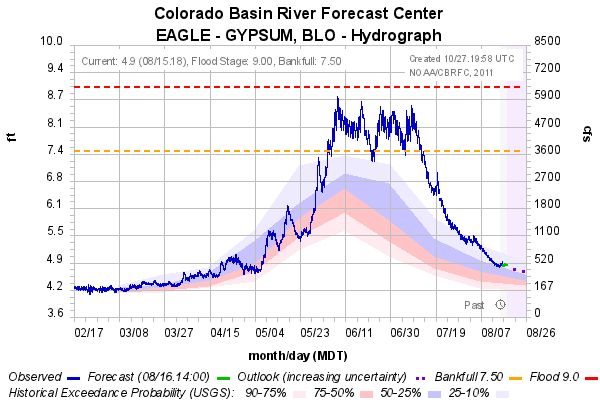 Colorado Basin River Forecast Center
EAGLE - GYPSUM, BLO - Hydrograph
10.0 8500
Current: 4.9 (08/15.18), Flood Stage: 9.00, Bankfull: 7.50 Created 10/27.19:58 UTC
9.4 NOAA/CBRFC, 2011 7200
8.7 5900
8.1 4700
ft cfs
7.4 3600
6.8 2700
6.2 1800
5.5 1100
4.9 520
4.2 167
Past
3.6 0
02/17 03/08 03/27 04/15 05/04 05/23 06/11 06/30 07/19 08/07 08/26
month/day (MDT)
Observed Forecast (08/16.14:00) Outlook (increasing uncertainty) Bankfull 7.50 Flood 9.0
Historical Exceedance Probability (USGS): 90-75% 75-50% 50-25% 25-10%